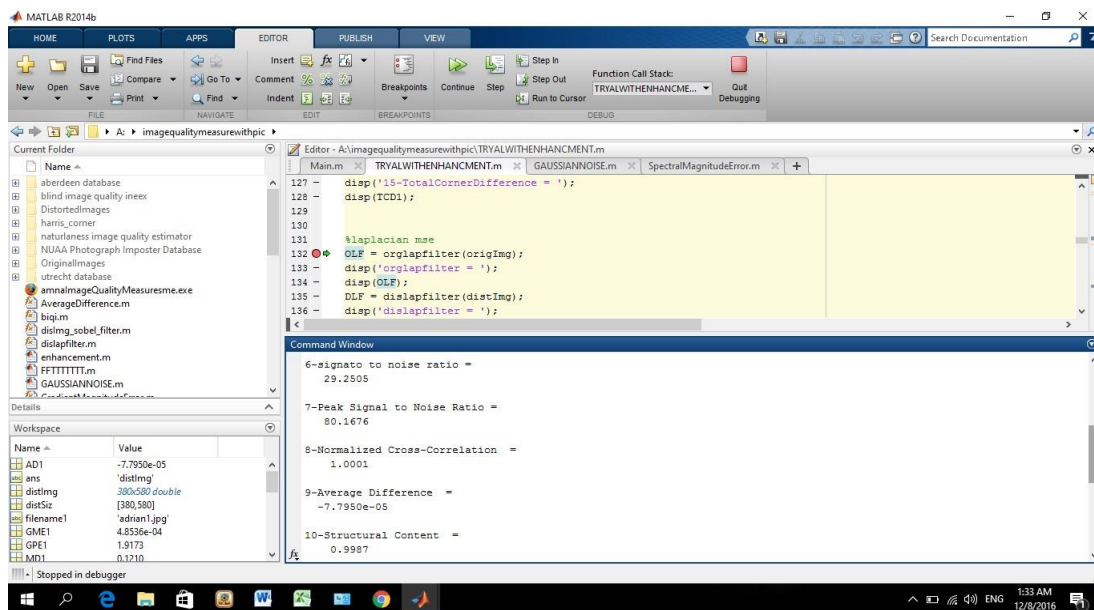 MATLAB R2014b
HOME PLOTS APPS EDITOR PUBLISH VIEW Search Documentation
New Open Save Find Files Compare Print
FILE
Go To Find
NAVIGATE
Insert fx
Comment
Indent
EDIT
Breakpoints
BREAKPOINTS
Continue Step Step In Step Out Run to Cursor
Function Call Stack:
TRYALWITHENHANCME...
Quit Debugging
DEBUG
A: imagequalitymeasurewithpic
Current Folder
Name
aberdeen database
blind image quality ineex
DistortedImages
harris_corner
naturlaness image quality estimator
NUAA Photograph Imposter Database
OriginalImages
utrecht database
amnaImageQualityMeasuresme.exe
AverageDifference.m
biqi.m
disImg_sobel_filter.m
dislapfilter.m
enhancement.m
FFTTTTTT.m
GAUSSIANNOISE.m
Details
Workspace
Name Value
AD1 -7.7950e-05
ans 'distImg'
distImg 380x580 double
distSiz [380,580]
filename1 'adrian1.jpg'
GME1 4.8536e-04
GPE1 1.9173
MD1 0.1210
Editor - A:\imagequalitymeasurewithpic\TRYALWITHENHANCMENT.m
Main.m TRYALWITHENHANCMENT.m GAUSSIANNOISE.m SpectralMagnitudeError.m +
127 - disp('15-TotalCornerDifference = ');
128 - disp(TCD1);
129
130
131 %laplacian mse
132 OLF = orglapfilter(origImg);
133 - disp('orglapfilter = ');
134 - disp(OLF);
135 - DLF = dislapfilter(distImg);
136 - disp('dislapfilter = ');
Command Window
6-signato to noise ratio =
29.2505
7-Peak Signal to Noise Ratio =
80.1676
8-Normalized Cross-Correlation =
1.0001
9-Average Difference =
-7.7950e-05
10-Structural Content =
0.9987
fx
Stopped in debugger
ENG 1:33 AM
12/8/2016